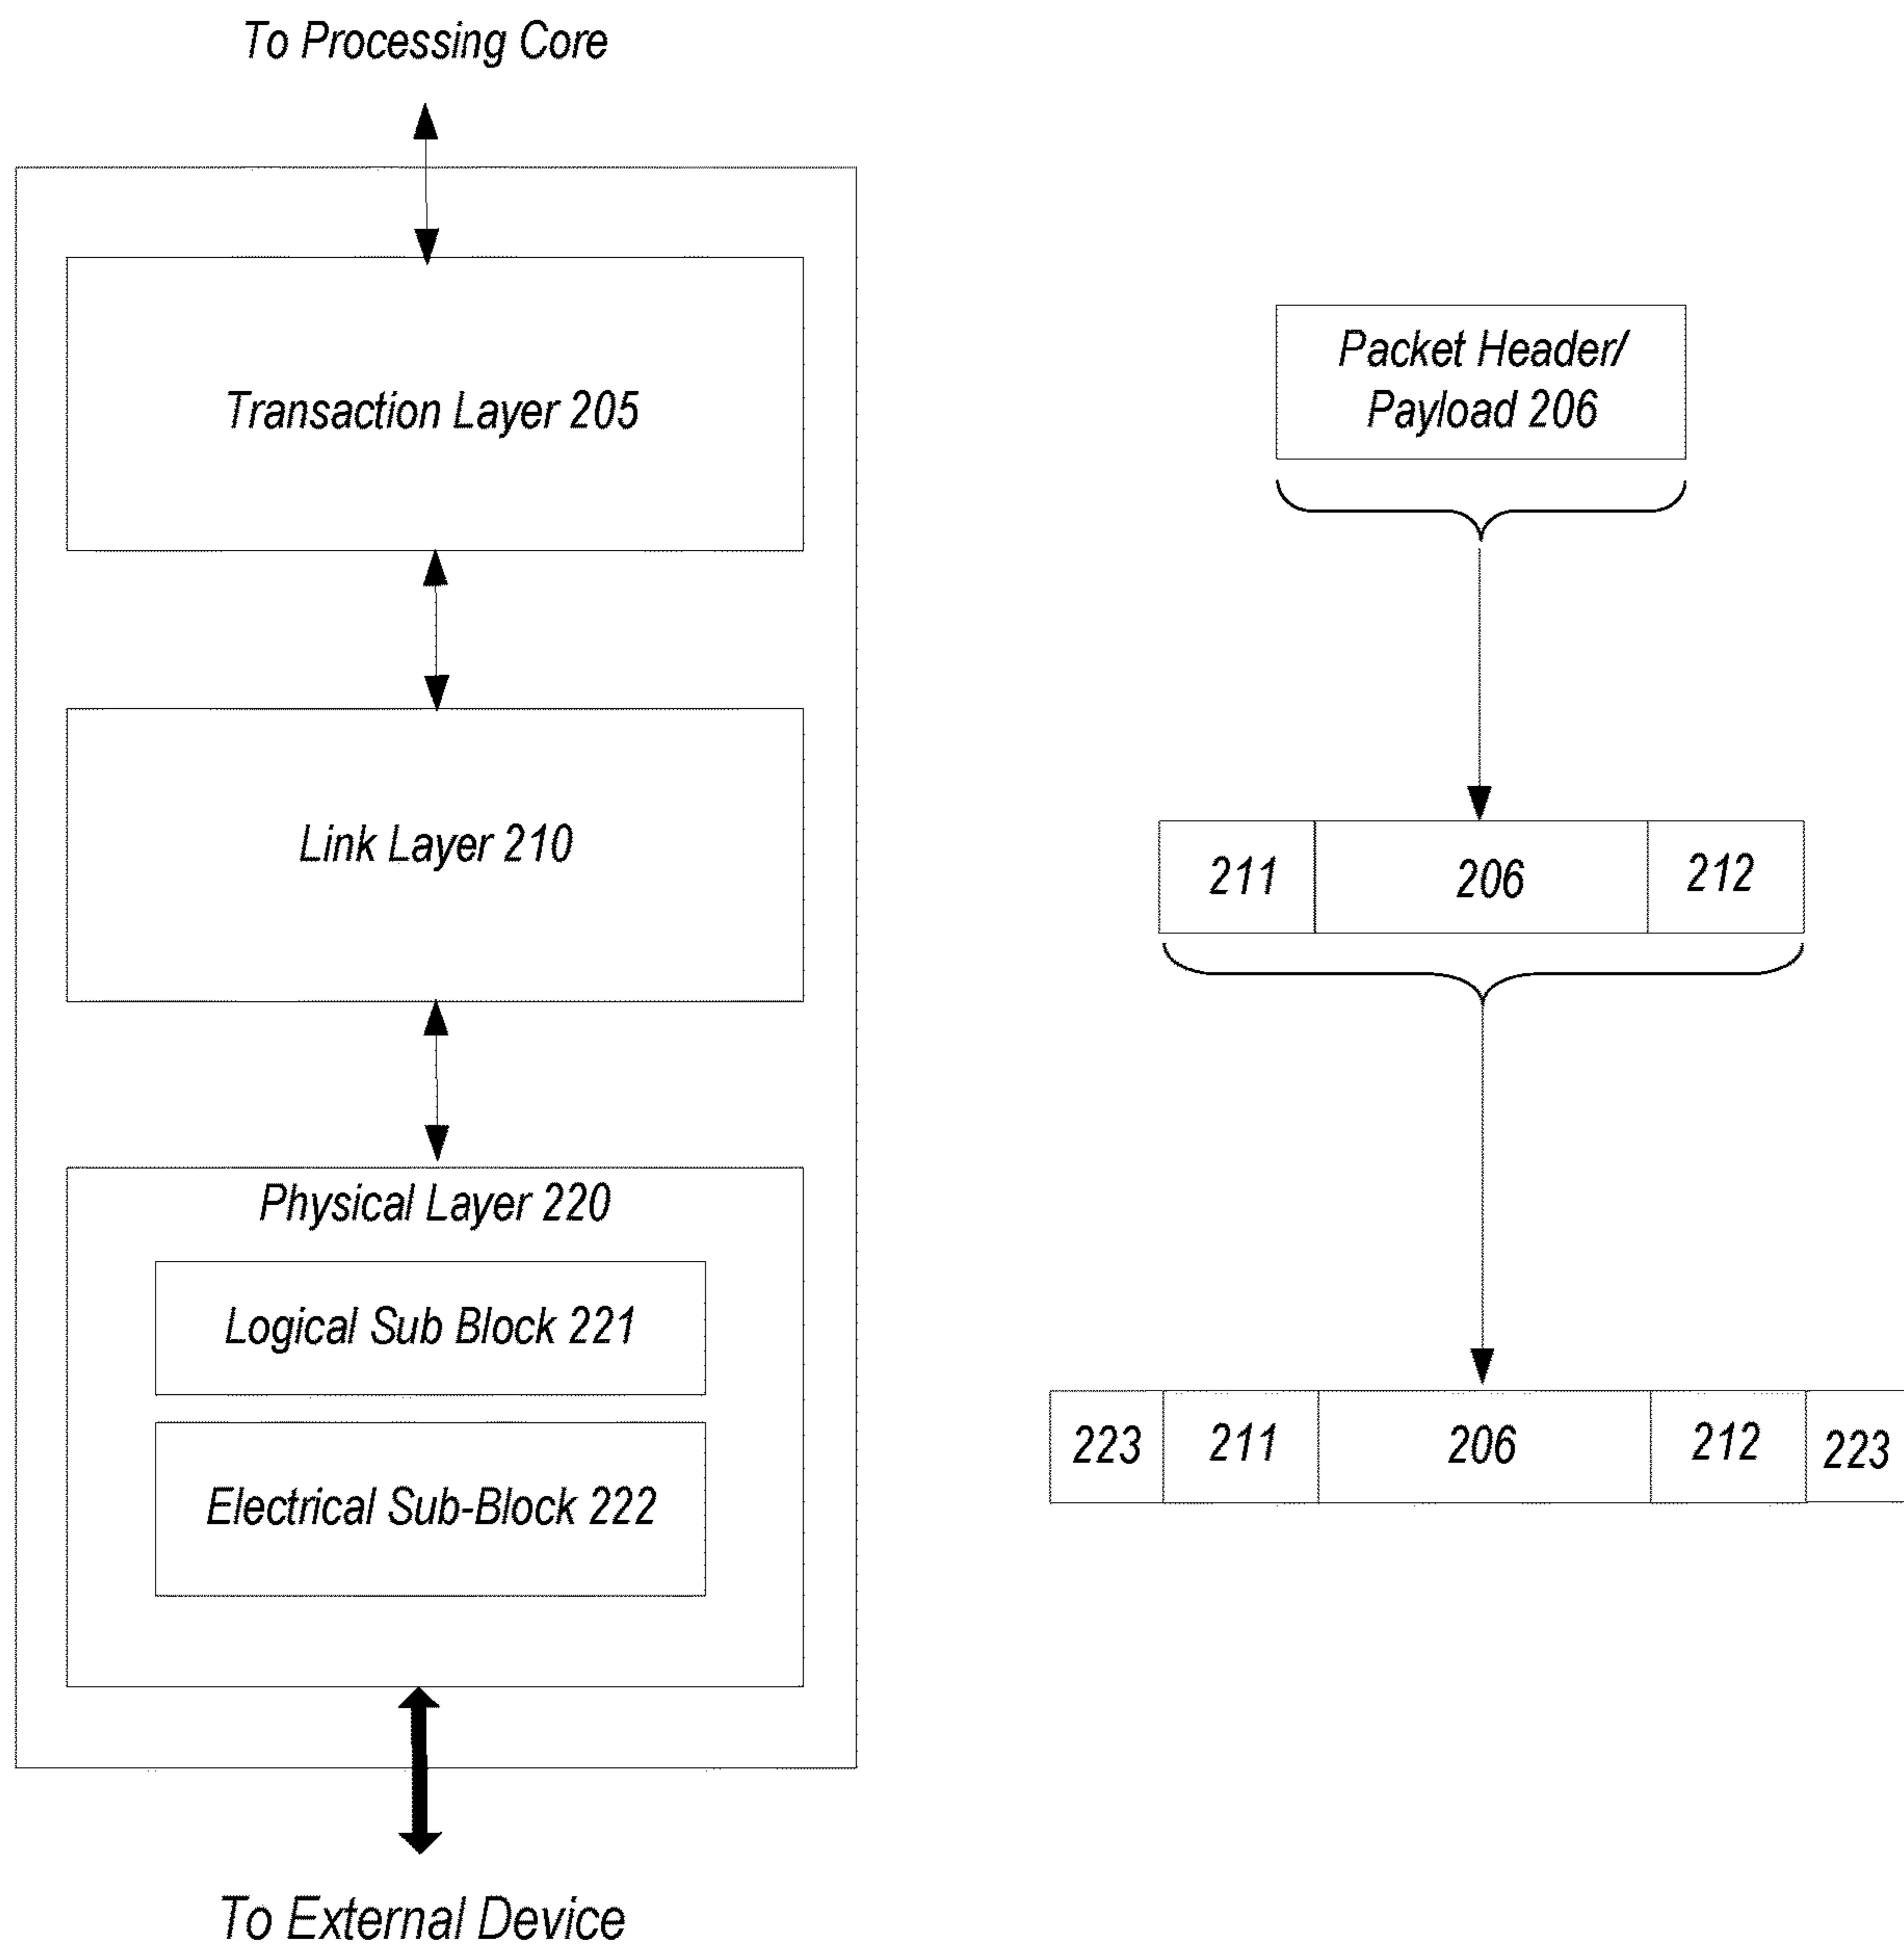 To Processing Core
Transaction Layer 205
Link Layer 210
Physical Layer 220
Logical Sub Block 221
Electrical Sub-Block 222
To External Device
Packet Header/
Payload 206
211 206 212
223 211 206 212 223